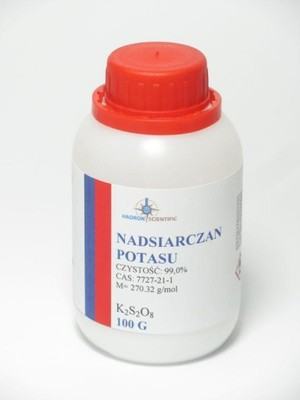 HADRON SCIENTIFIC
NADSIARCZAN
POTASU
CZYSTOŚĆ: 99,0%
CAS: 7727-21-1
M= 270.32 g/mol
K₂S₂O₈
100 G